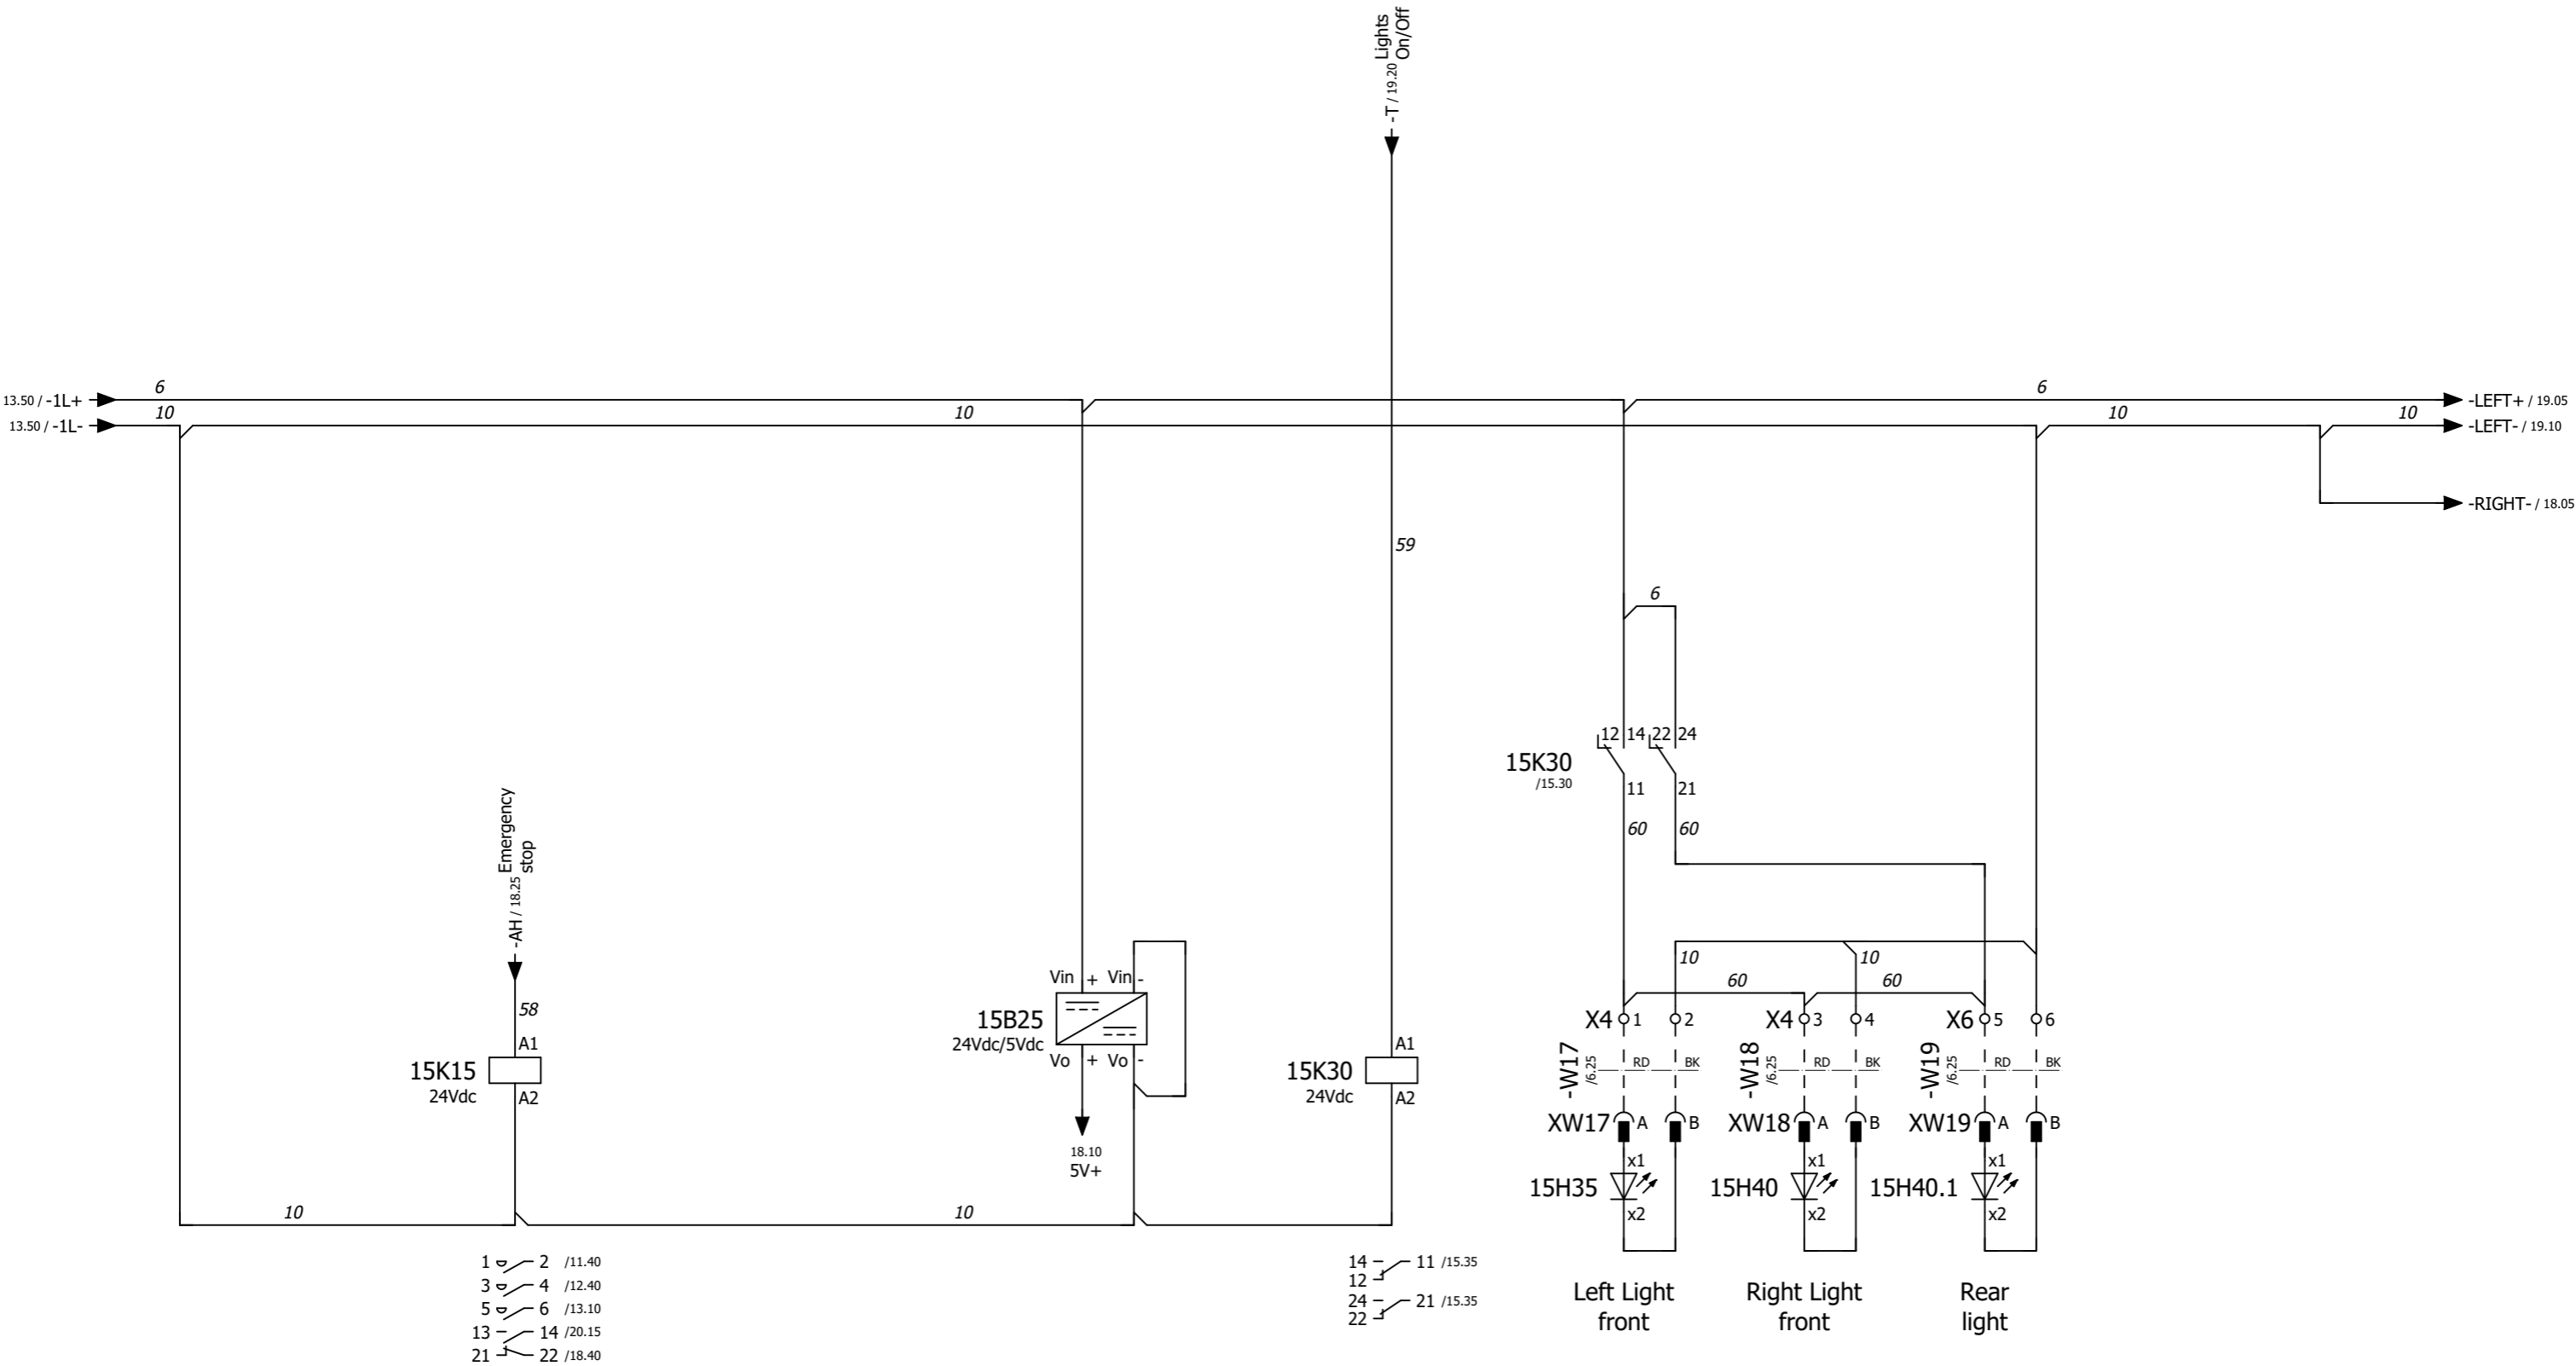 Lights
On/Off
-T / 19.20
13.50 / -1L+
6
6
-LEFT+ / 19.05
13.50 / -1L-
10
10
10
10
-LEFT- / 19.10
-RIGHT- / 18.05
59
6
12 14 22 24
15K30
/15.30
11 21
60 60
Emergency
stop
-AH / 18.25
58
A1
15K15
24Vdc
A2
Vin + Vin -
15B25
24Vdc/5Vdc
Vo + Vo -
18.10
5V+
A1
15K30
24Vdc
A2
10 10
60 60
X4 1 2 X4 3 4 X6 5 6
-W17
/6.25
RD BK
-W18
/6.25
RD BK
-W19
/6.25
RD BK
XW17 A B XW18 A B XW19 A B
x1 x1 x1
15H35 15H40 15H40.1
x2 x2 x2
10 10
1 2 /11.40
3 4 /12.40
5 6 /13.10
13 14 /20.15
21 22 /18.40
14 11 /15.35
12
24 21 /15.35
22
Left Light
front
Right Light
front
Rear
light